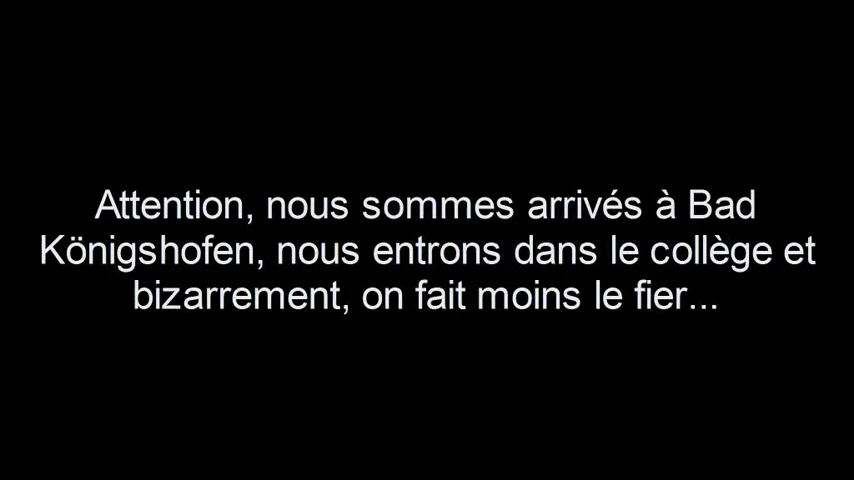 Attention, nous sommes arrivés à Bad
Königshofen, nous entrons dans le collège et
bizarrement, on fait moins le fier...